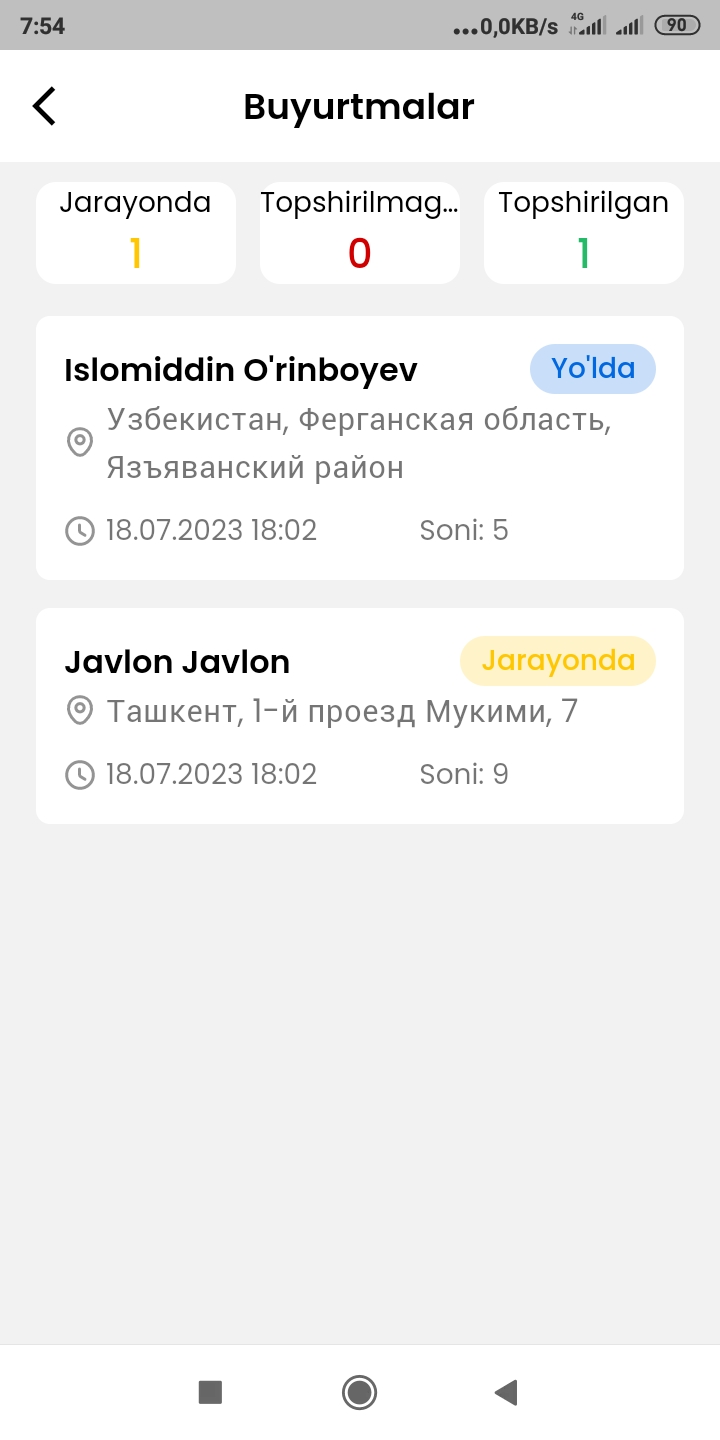 7:54
...0,0KB/s 4G 90
Buyurtmalar
Jarayonda Topshirilmag... Topshirilgan
1 0 1
Islomiddin O'rinboyev Yo'lda
Узбекистан, Ферганская область,
Язъяванский район
18.07.2023 18:02 Soni: 5
Javlon Javlon Jarayonda
Ташкент, 1-й проезд Мукими, 7
18.07.2023 18:02 Soni: 9